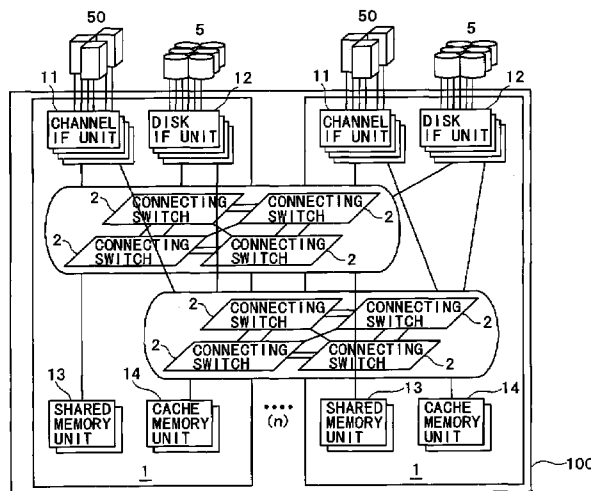 50
5
50
5
11
12
11
12
CHANNEL
IF UNIT
DISK
IF UNIT
CHANNEL
IF UNIT
DISK
IF UNIT
2
CONNECTING
SWITCH
CONNECTING
SWITCH
2
2
CONNECTING
SWITCH
CONNECTING
SWITCH
2
2
CONNECTING
SWITCH
CONNECTING
SWITCH
2
2
CONNECTING
SWITCH
CONNECTING
SWITCH
2
13
14
13
14
SHARED
MEMORY
UNIT
CACHE
MEMORY
UNIT
••••
(n)
SHARED
MEMORY
UNIT
CACHE
MEMORY
UNIT
1
1
100